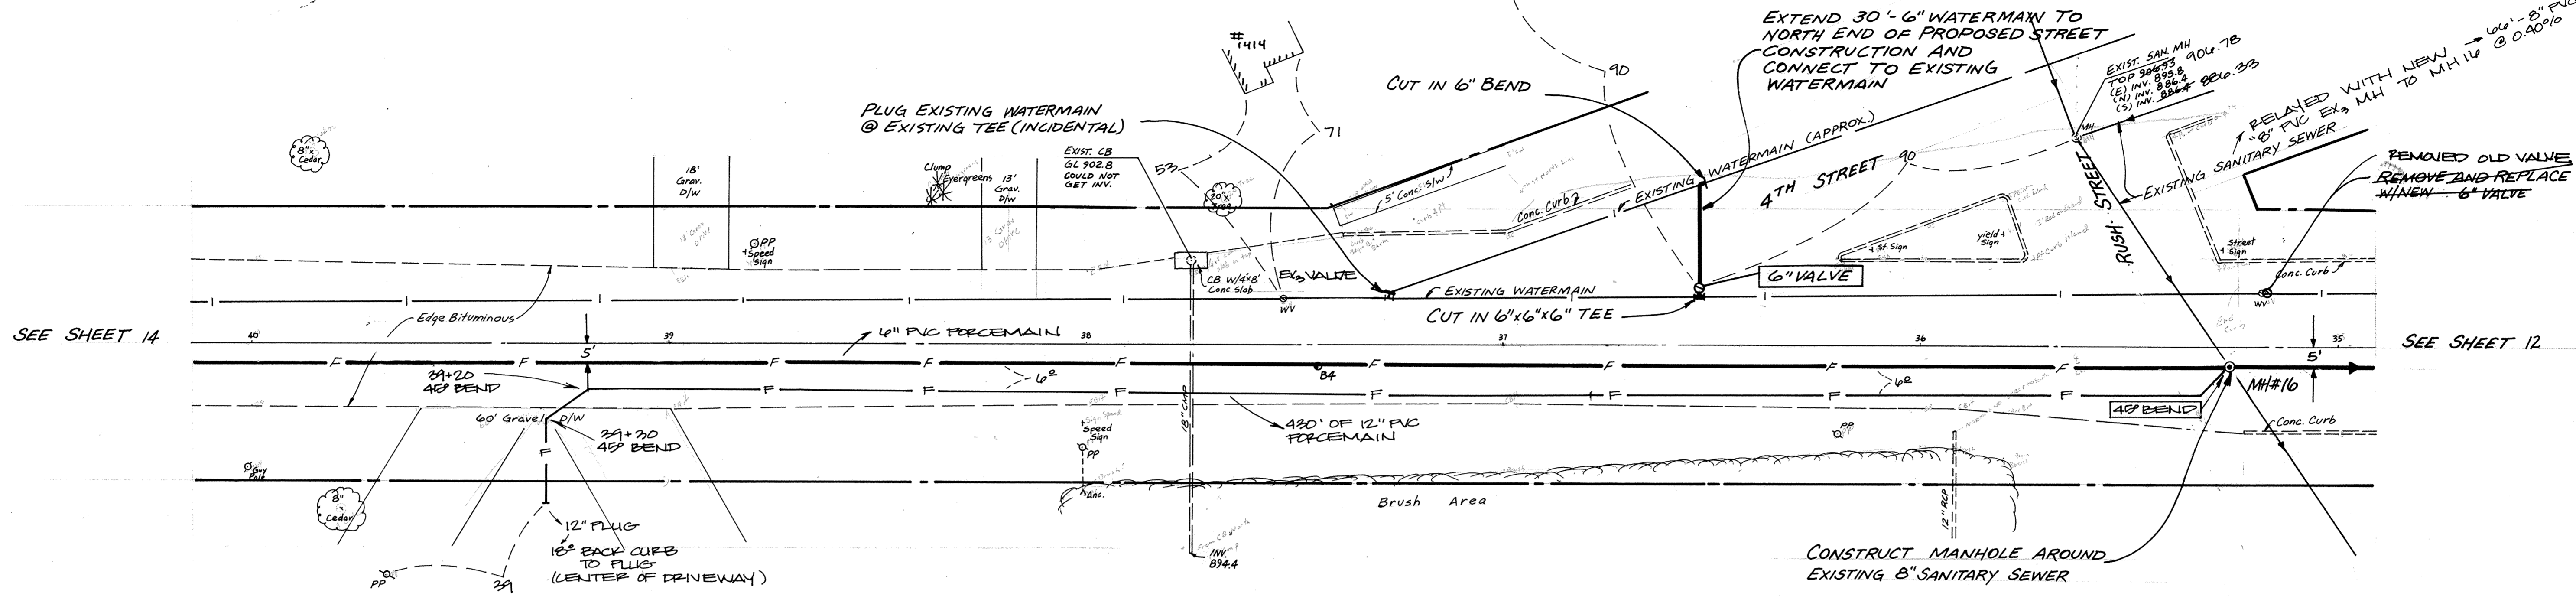 EXTEND 30'-6" WATERMAIN TO
NORTH END OF PROPOSED STREET
CONSTRUCTION AND
CONNECT TO EXISTING
WATERMAIN
CUT IN 6" BEND
90
#
1414
71
53
PLUG EXISTING WATERMAIN
@ EXISTING TEE (INCIDENTAL)
EXIST. CB
GL 902.8
COULD NOT
GET INV.
8"
Cedar
18'
Grav.
D/W
Clump
Evergreens
13'
Grav.
D/W
20"
5' Conc. S/W
Conc. Curb
EXISTING WATERMAIN (APPROX.)
4TH STREET
90
EXIST. SAN. MH
TOP 906.93 906.78
(E) INV. 895.8
(N) INV. 886.4
(S) INV. 886.4 886.33
MH
RELAYED WITH NEW → 66'-8" PVC
8" PVC EX, MH TO MH 16 @ 0.40%
EXISTING SANITARY SEWER
RUSH STREET
REMOVED OLD VALVE
REMOVE AND REPLACE
W/NEW 6" VALVE
PP
Speed
Sign
CB W/4x8'
Conc Slab
EX, VALVE
WV
EXISTING WATERMAIN
6" VALVE
CUT IN 6"x6"x6" TEE
St. Sign
yield
Sign
Street
Sign
Conc. Curb
WV
Edge Bituminous
SEE SHEET 14
40
39
38
37
36
35
SEE SHEET 12
6" PVC FORCEMAIN
F F F F F F F F
5'
5'
39+20
45° BEND
6°
B4
6°
MH#16
F F F F F F
45° BEND
60' Gravel D/W
39+30
45° BEND
F
Speed
Sign
PP
18" CMP
430' OF 12" PVC
FORCEMAIN
PP
Conc. Curb
Guy
Pole
8"
Cedar
Anc.
Brush Area
12" RCP
12" PLUG
18° BACK CURB
TO PLUG
(CENTER OF DRIVEWAY)
PP
39
INV.
894.4
CONSTRUCT MANHOLE AROUND
EXISTING 8" SANITARY SEWER